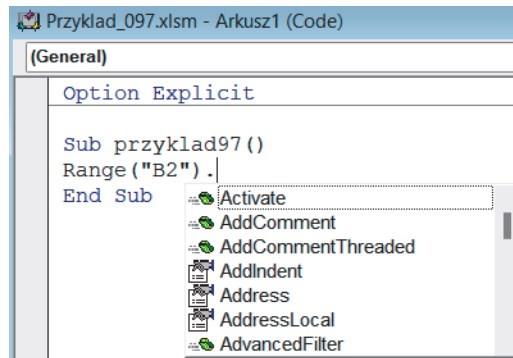 Przyklad_097.xlsm - Arkusz1 (Code)
(General)
Option Explicit
Sub przyklad97()
Range("B2").
End Sub
Activate
AddComment
AddCommentThreaded
AddIndent
Address
AddressLocal
AdvancedFilter